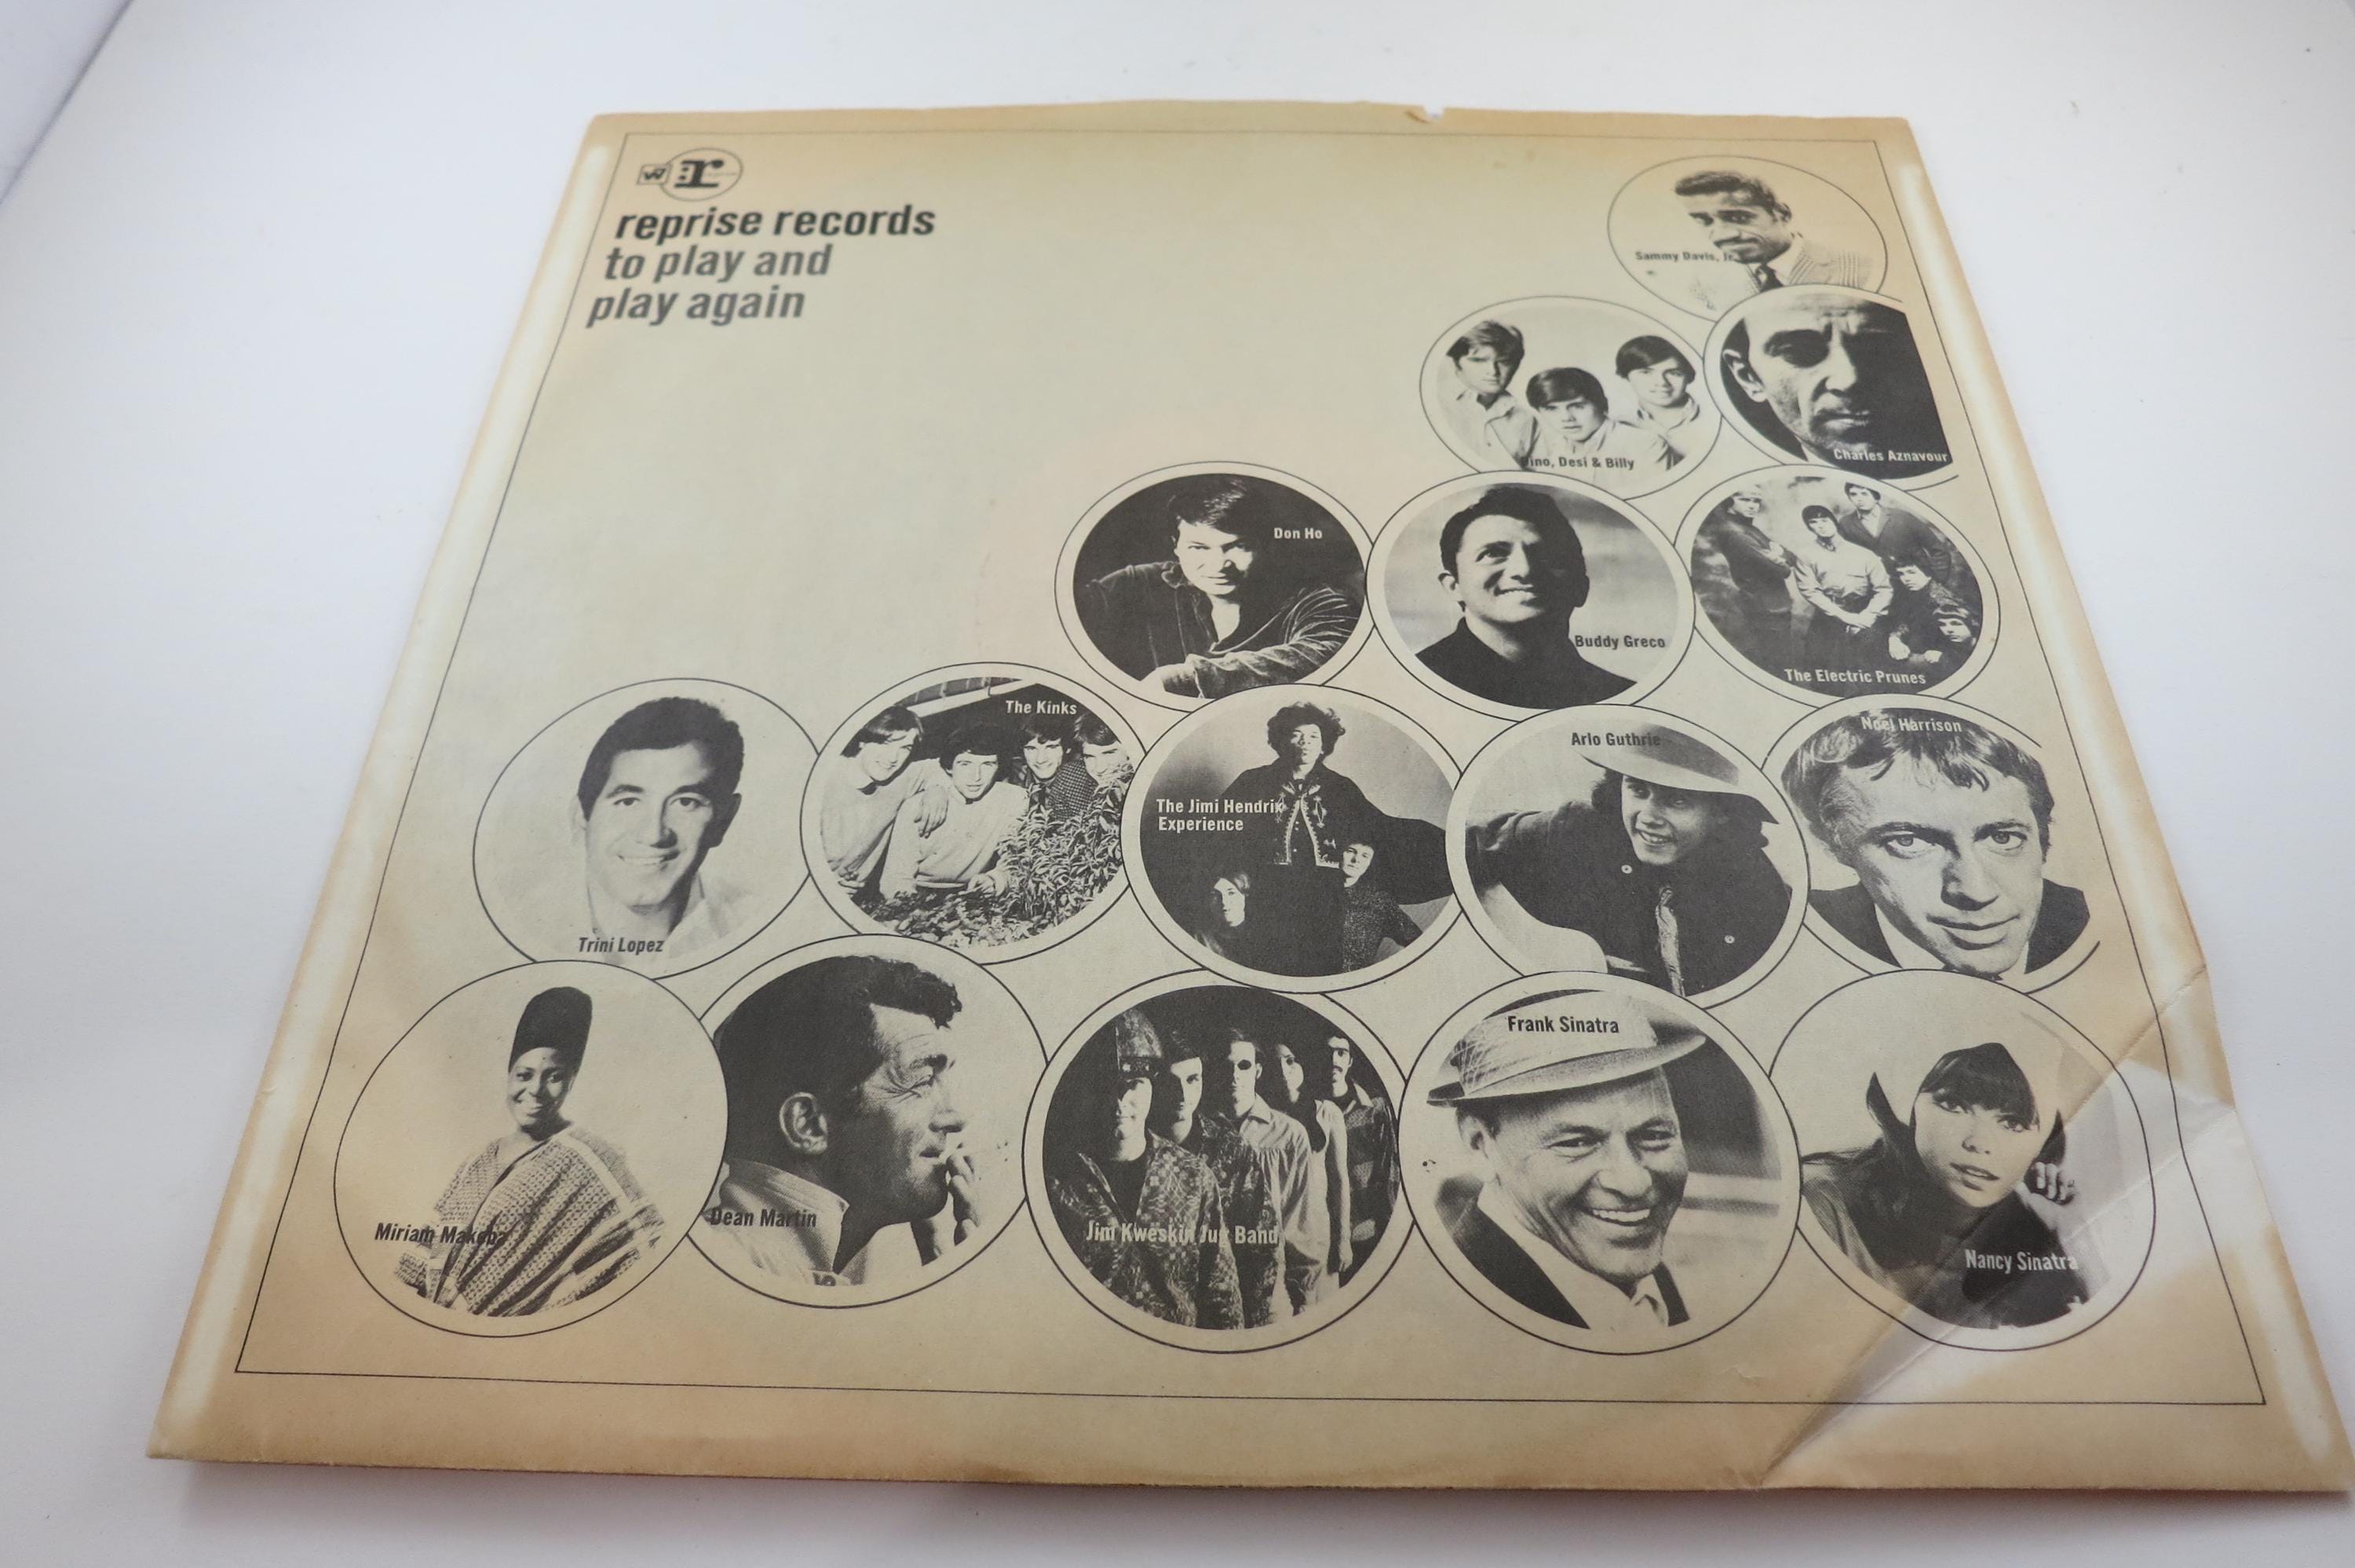 W
r reprise
reprise records
to play and
play again
Sammy Davis, Jr.
Dino, Desi & Billy
Charles Aznavour
Don Ho
Buddy Greco
The Electric Prunes
Trini Lopez
The Kinks
The Jimi Hendrix
Experience
Arlo Guthrie
Noel Harrison
Miriam Makeba
Dean Martin
Jim Kweskin Jug Band
Frank Sinatra
Nancy Sinatra